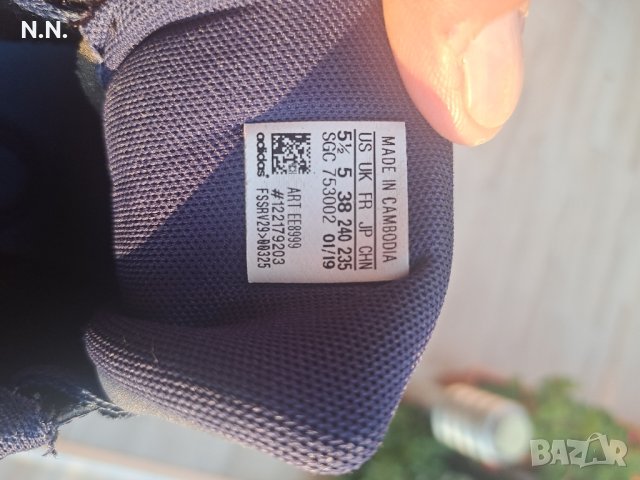 N.N.
MADE IN CAMBODIA
US UK FR JP CHN
5½ 5 38 240 235
SGC 753002 01/19
adidas
ART EE8999
#122179203
FSSRV29>00325
BAZAR